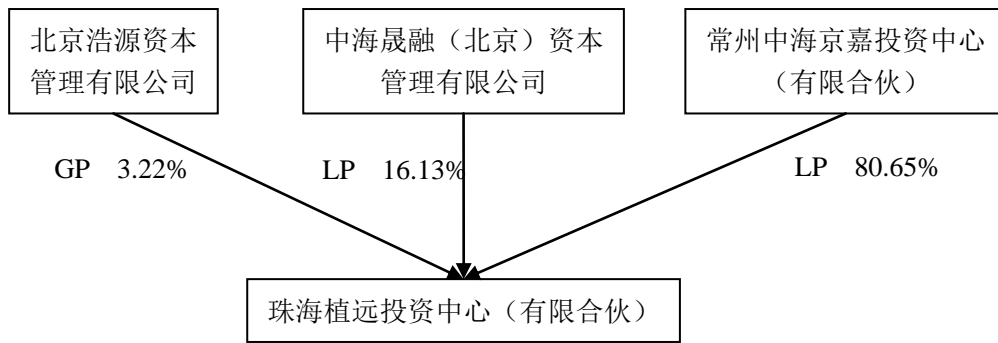 北京浩源资本
管理有限公司
中海晟融（北京）资本
管理有限公司
常州中海京嘉投资中心
（有限合伙）
GP 3.22%
LP 16.13%
LP 80.65%
珠海植远投资中心（有限合伙）